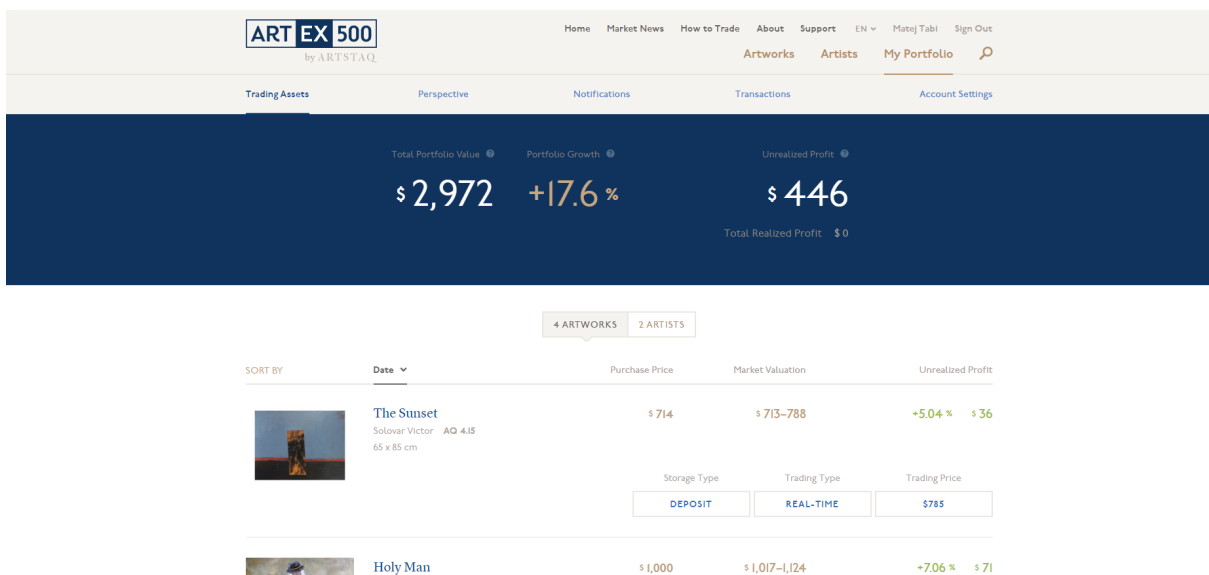 ART EX 500
by ARTSTAQ
Home Market News How to Trade About Support EN Matej Tabi Sign Out
Artworks Artists My Portfolio
Trading Assets Perspective Notifications Transactions Account Settings
Total Portfolio Value ? Portfolio Growth ? Unrealized Profit ?
$ 2,972 +17.6 % $ 446
Total Realized Profit $ 0
4 ARTWORKS 2 ARTISTS
SORT BY Date Purchase Price Market Valuation Unrealized Profit
The Sunset $ 714 $ 713–788 +5.04 % $ 36
Solovar Victor AQ 4.15
65 x 85 cm
Storage Type Trading Type Trading Price
DEPOSIT REAL-TIME $785
Holy Man $ 1,000 $ 1,017–1,124 +7.06 % $ 71